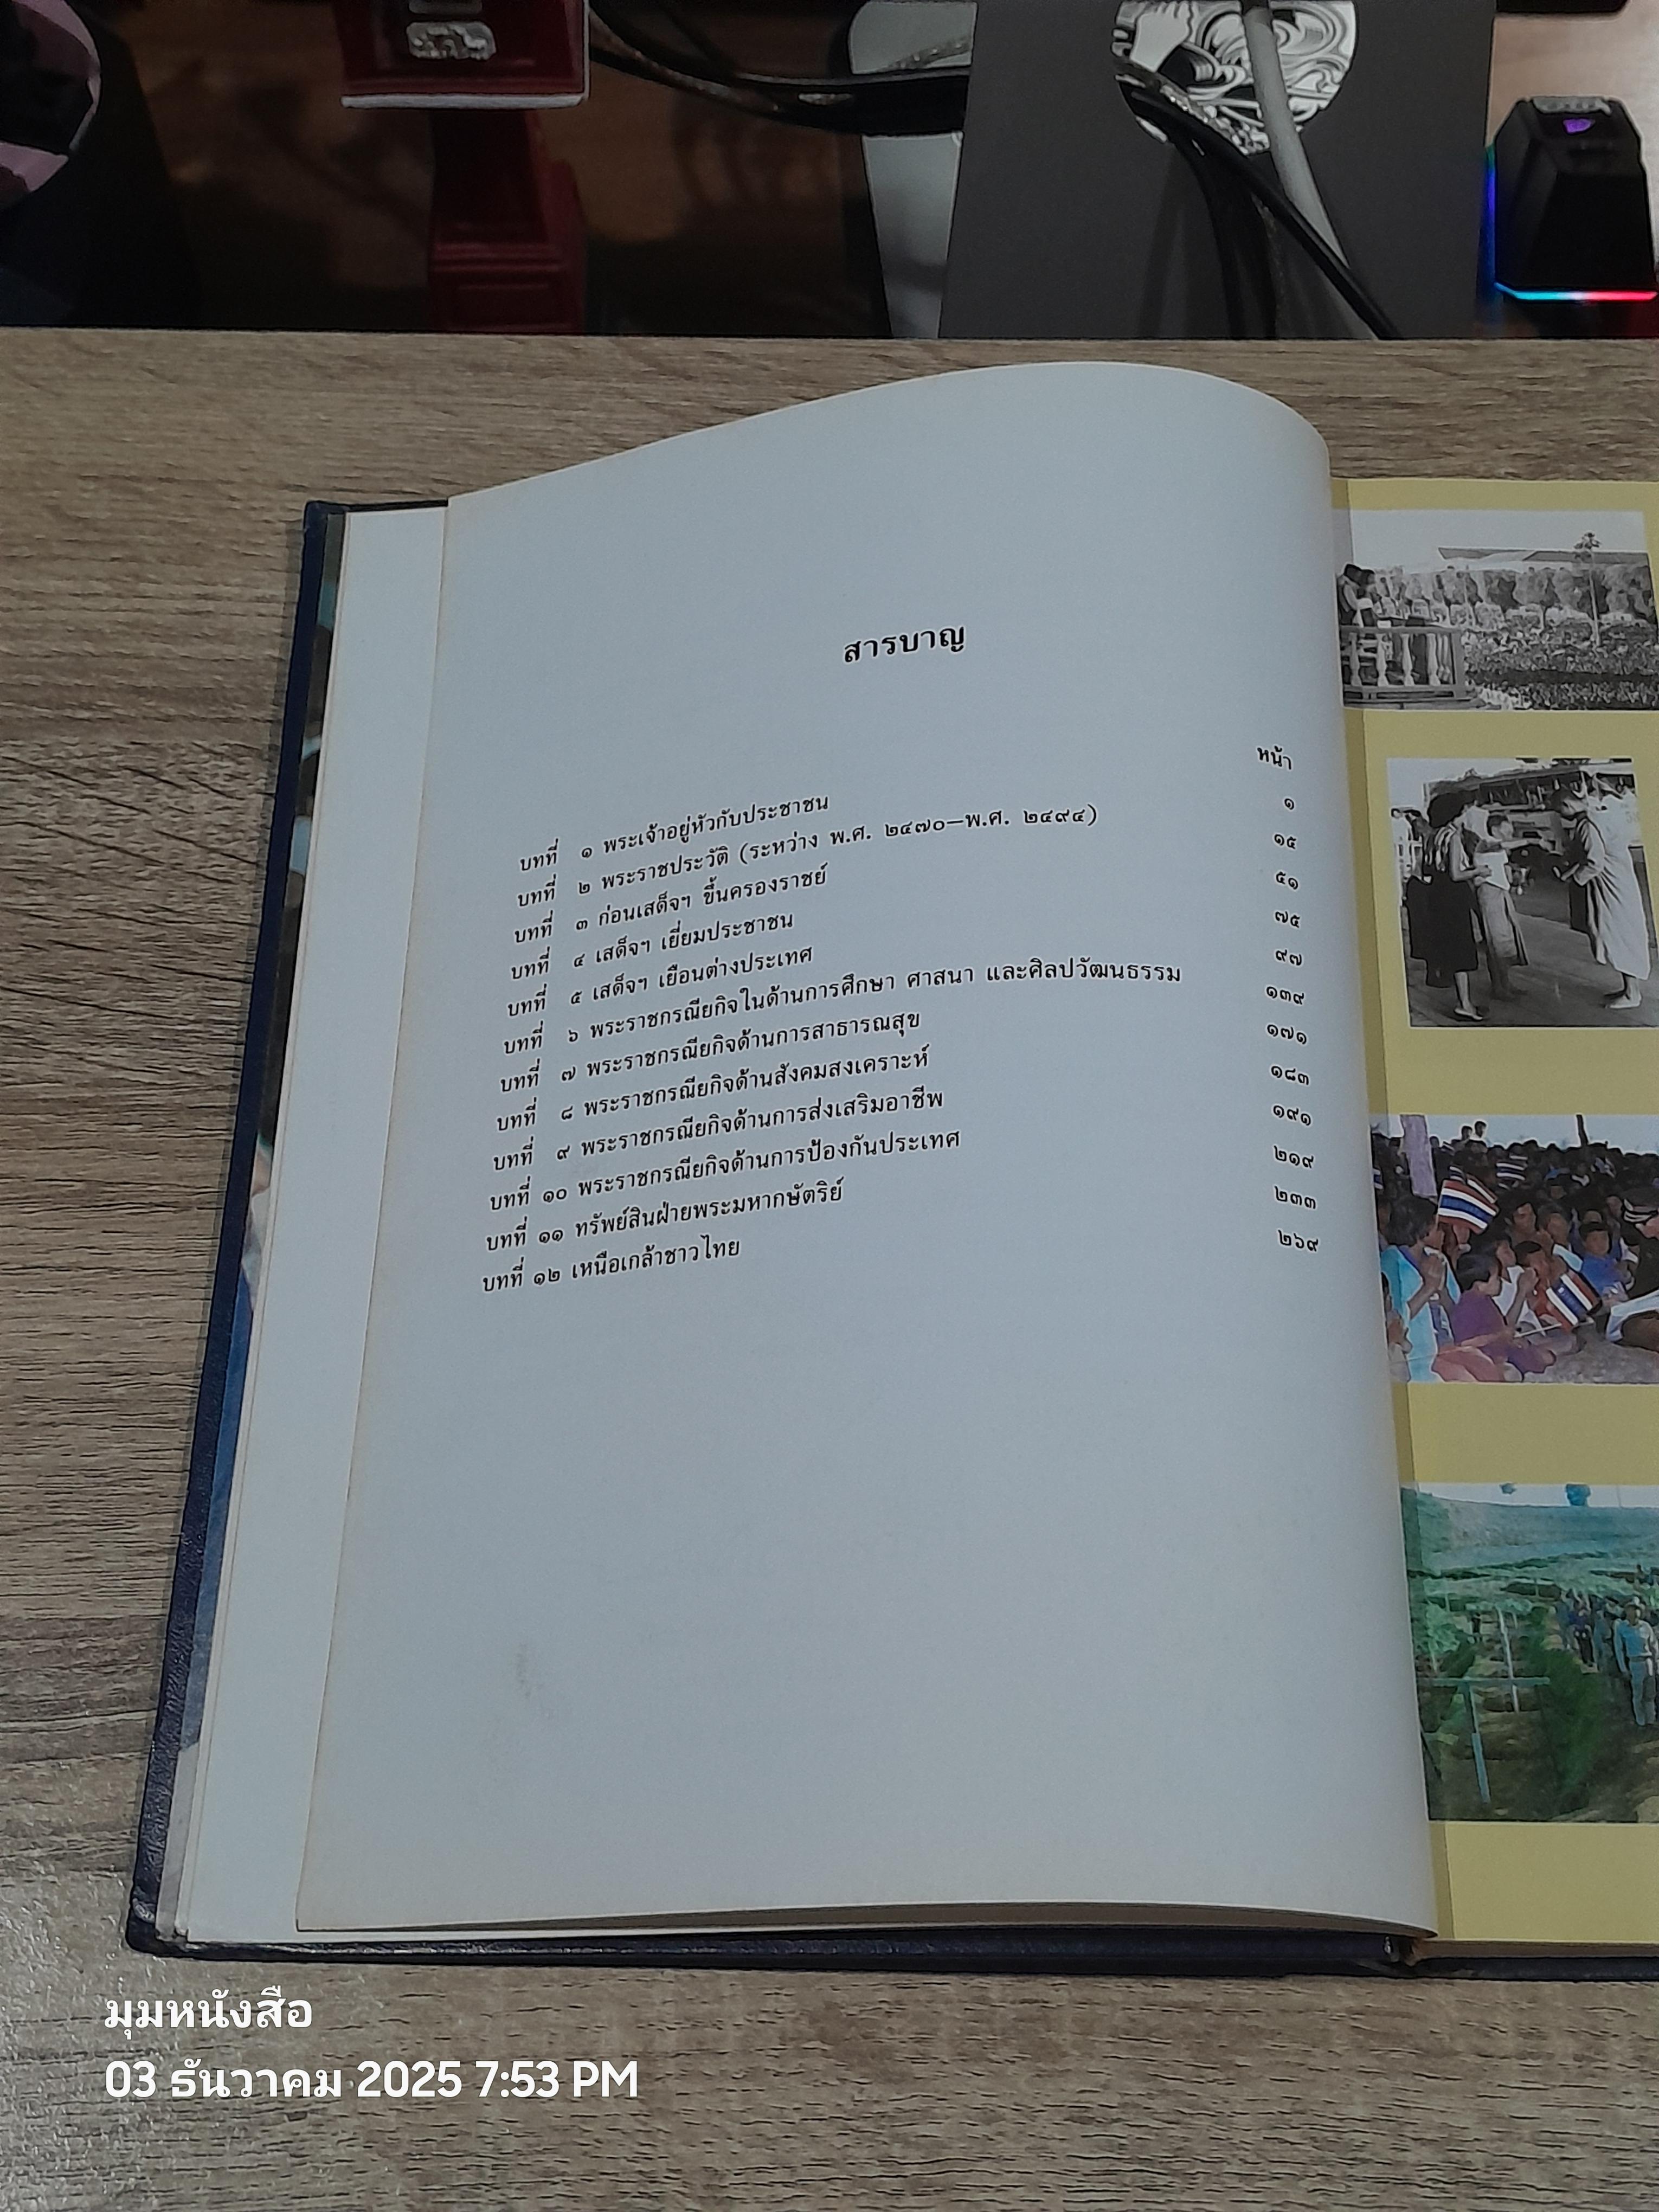 สารบาญ
หน้า
บทที่ ๑ พระเจ้าอยู่หัวกับประชาชน ๑
บทที่ ๒ พระราชประวัติ (ระหว่าง พ.ศ. ๒๔๗๐—พ.ศ. ๒๔๙๔) ๑๕
บทที่ ๓ ก่อนเสด็จฯ ขึ้นครองราชย์ ๕๑
บทที่ ๔ เสด็จฯ เยี่ยมประชาชน ๗๕
บทที่ ๕ เสด็จฯ เยือนต่างประเทศ ๙๗
บทที่ ๖ พระราชกรณียกิจในด้านการศึกษา ศาสนา และศิลปวัฒนธรรม ๑๓๙
บทที่ ๗ พระราชกรณียกิจด้านการสาธารณสุข ๑๗๑
บทที่ ๘ พระราชกรณียกิจด้านสังคมสงเคราะห์ ๑๘๓
บทที่ ๙ พระราชกรณียกิจด้านการส่งเสริมอาชีพ ๑๙๑
บทที่ ๑๐ พระราชกรณียกิจด้านการป้องกันประเทศ ๒๑๙
บทที่ ๑๑ ทรัพย์สินฝ่ายพระมหากษัตริย์ ๒๓๓
บทที่ ๑๒ เหนือเกล้าชาวไทย ๒๖๙
มุมหนังสือ
03 ธันวาคม 2025 7:53 PM